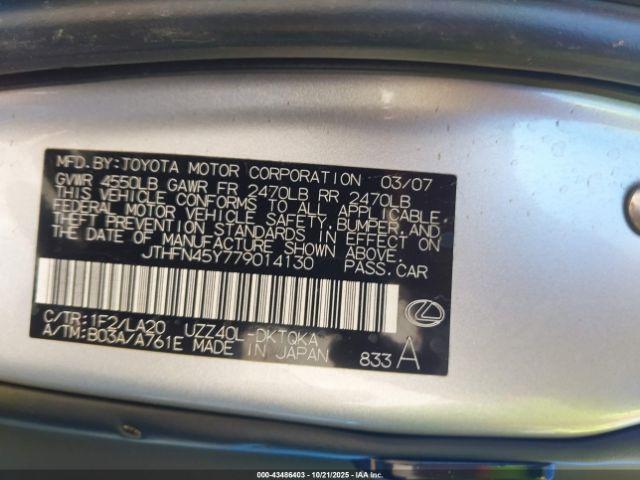 MFD. BY: TOYOTA MOTOR CORPORATION 03/07
GVWR 4550LB GAWR FR 2470LB RR 2470LB
THIS VEHICLE CONFORMS TO ALL APPLICABLE
FEDERAL MOTOR VEHICLE SAFETY, BUMPER, AND
THEFT PREVENTION STANDARDS IN EFFECT ON
THE DATE OF MANUFACTURE SHOWN ABOVE.
JTHFN45Y779014130 PASS. CAR
C/TR: 1F2/LA20 UZZ40L-DKTQKA
A/TM: B03A/A761E MADE IN JAPAN 833 A
000-43486403 - 10/21/2025 - IAA Inc.